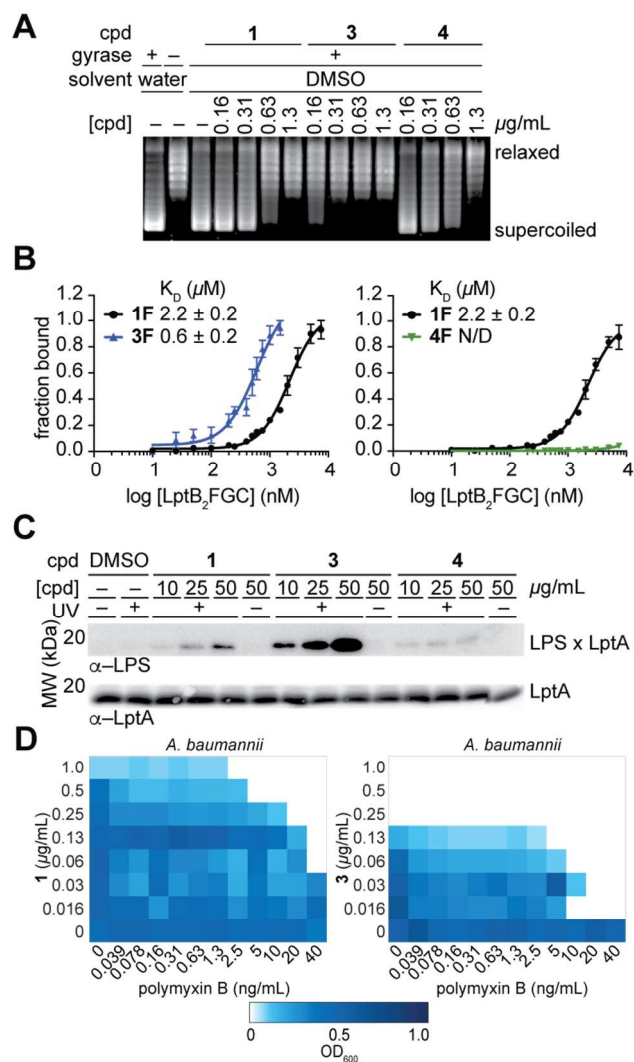 A
cpd 1 3 4
gyrase + – +
solvent water DMSO
[cpd] – – – 0.16 0.31 0.63 1.3 0.16 0.31 0.63 1.3 0.16 0.31 0.63 1.3 µg/mL
relaxed
supercoiled
B
K_D (µM)
1F 2.2 ± 0.2
3F 0.6 ± 0.2
fraction bound
1.2
1.0
0.8
0.6
0.4
0.2
0.0
0 1 2 3 4
log [LptB₂FGC] (nM)
K_D (µM)
1F 2.2 ± 0.2
4F N/D
1.2
1.0
0.8
0.6
0.4
0.2
0.0
0 1 2 3 4
log [LptB₂FGC] (nM)
C
cpd DMSO 1 3 4
[cpd] – – 10 25 50 50 10 25 50 50 10 25 50 50 µg/mL
UV – + + – + – + –
MW (kDa)
20
α–LPS
LPS x LptA
20
α–LptA
LptA
D
A. baumannii
1 (µg/mL)
1.0
0.5
0.25
0.13
0.06
0.03
0.016
0
0 0.039 0.078 0.16 0.31 0.63 1.3 2.5 5 10 20 40
polymyxin B (ng/mL)
A. baumannii
3 (µg/mL)
1.0
0.5
0.25
0.13
0.06
0.03
0.016
0
0 0.039 0.078 0.16 0.31 0.63 1.3 2.5 5 10 20 40
polymyxin B (ng/mL)
0 0.5 1.0
OD₆₀₀